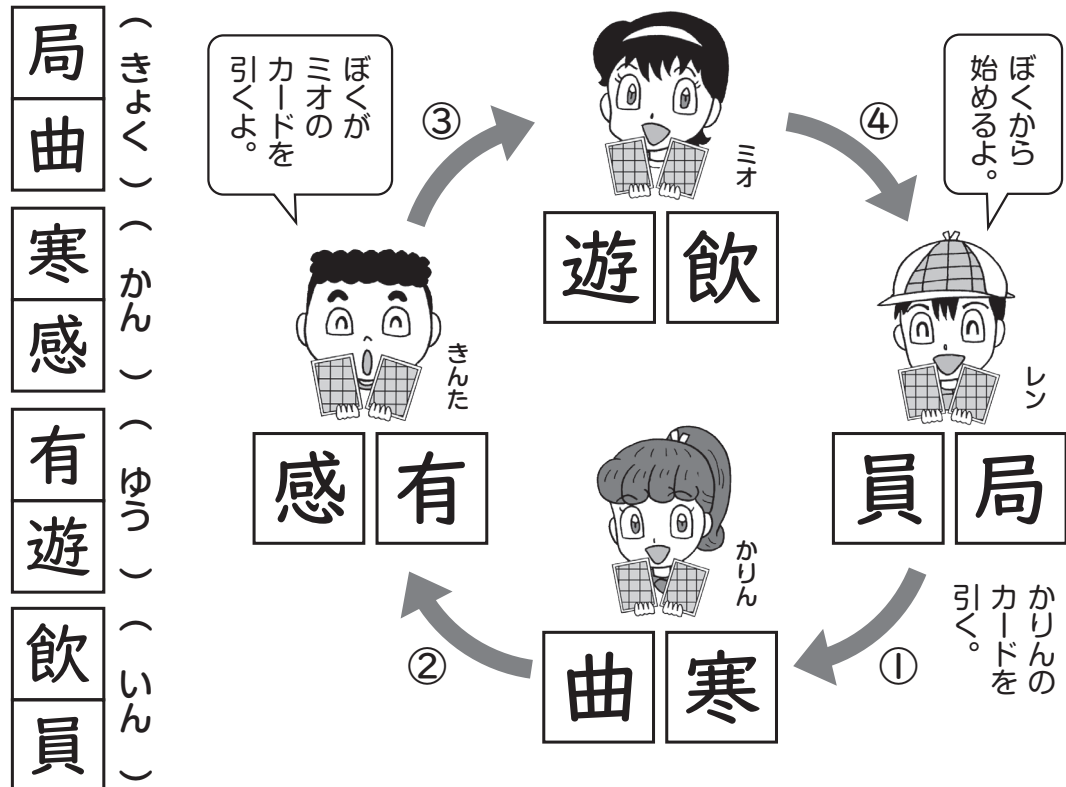 ぼくから
始めるよ。
④
ミオ
飲
遊
③
ぼくが
ミオの
カードを
引くよ。
レン
局
員
かりんの
カードを
引く。
①
かりん
寒
曲
②
きんた
有
感
（きょく）
局
曲
（かん）
寒
感
（ゆう）
有
遊
（いん）
飲
員